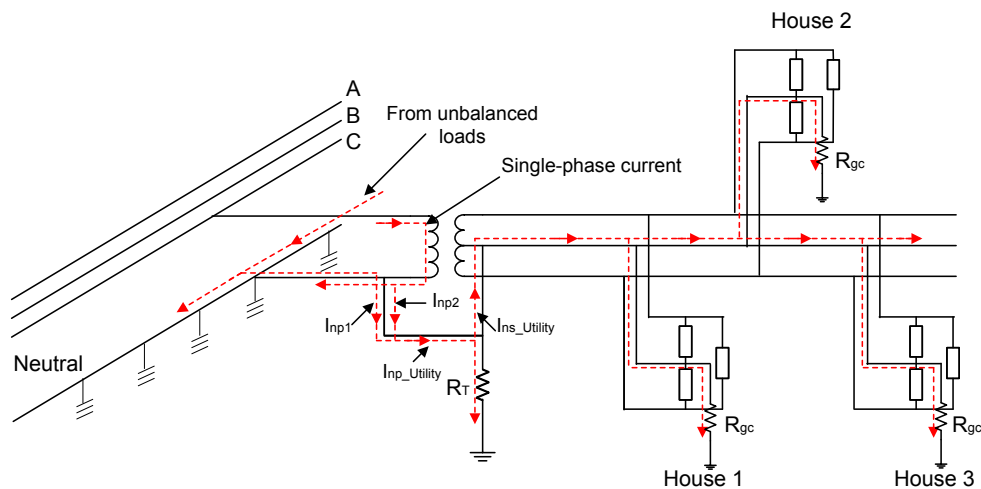 House 2
A
B
C
From unbalanced
loads
Single-phase current
Rgc
Inp1
Inp2
Ins_Utility
Neutral
Inp_Utility
RT
Rgc
Rgc
House 1
House 3